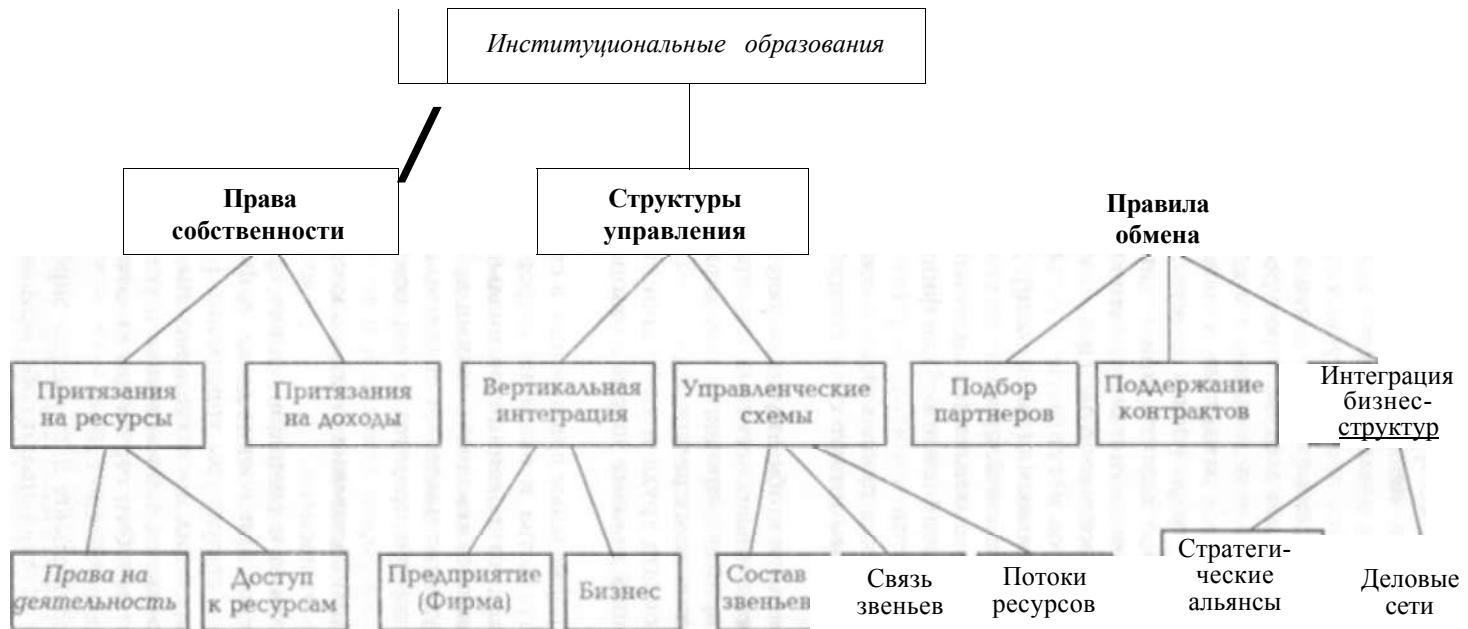 Институциональные образования
Права
собственности
Структуры
управления
Правила
обмена
Притязания
на ресурсы
Притязания
на доходы
Вертикальная
интеграция
Управленческие
схемы
Подбор
партнеров
Поддержание
контрактов
Интеграция
бизнес-
структур
Права на
деятельность
Доступ
к ресурсам
Предприятие
(Фирма)
Бизнес
Состав
звеньев
Связь
звеньев
Потоки
ресурсов
Стратеги-
ческие
альянсы
Деловые
сети